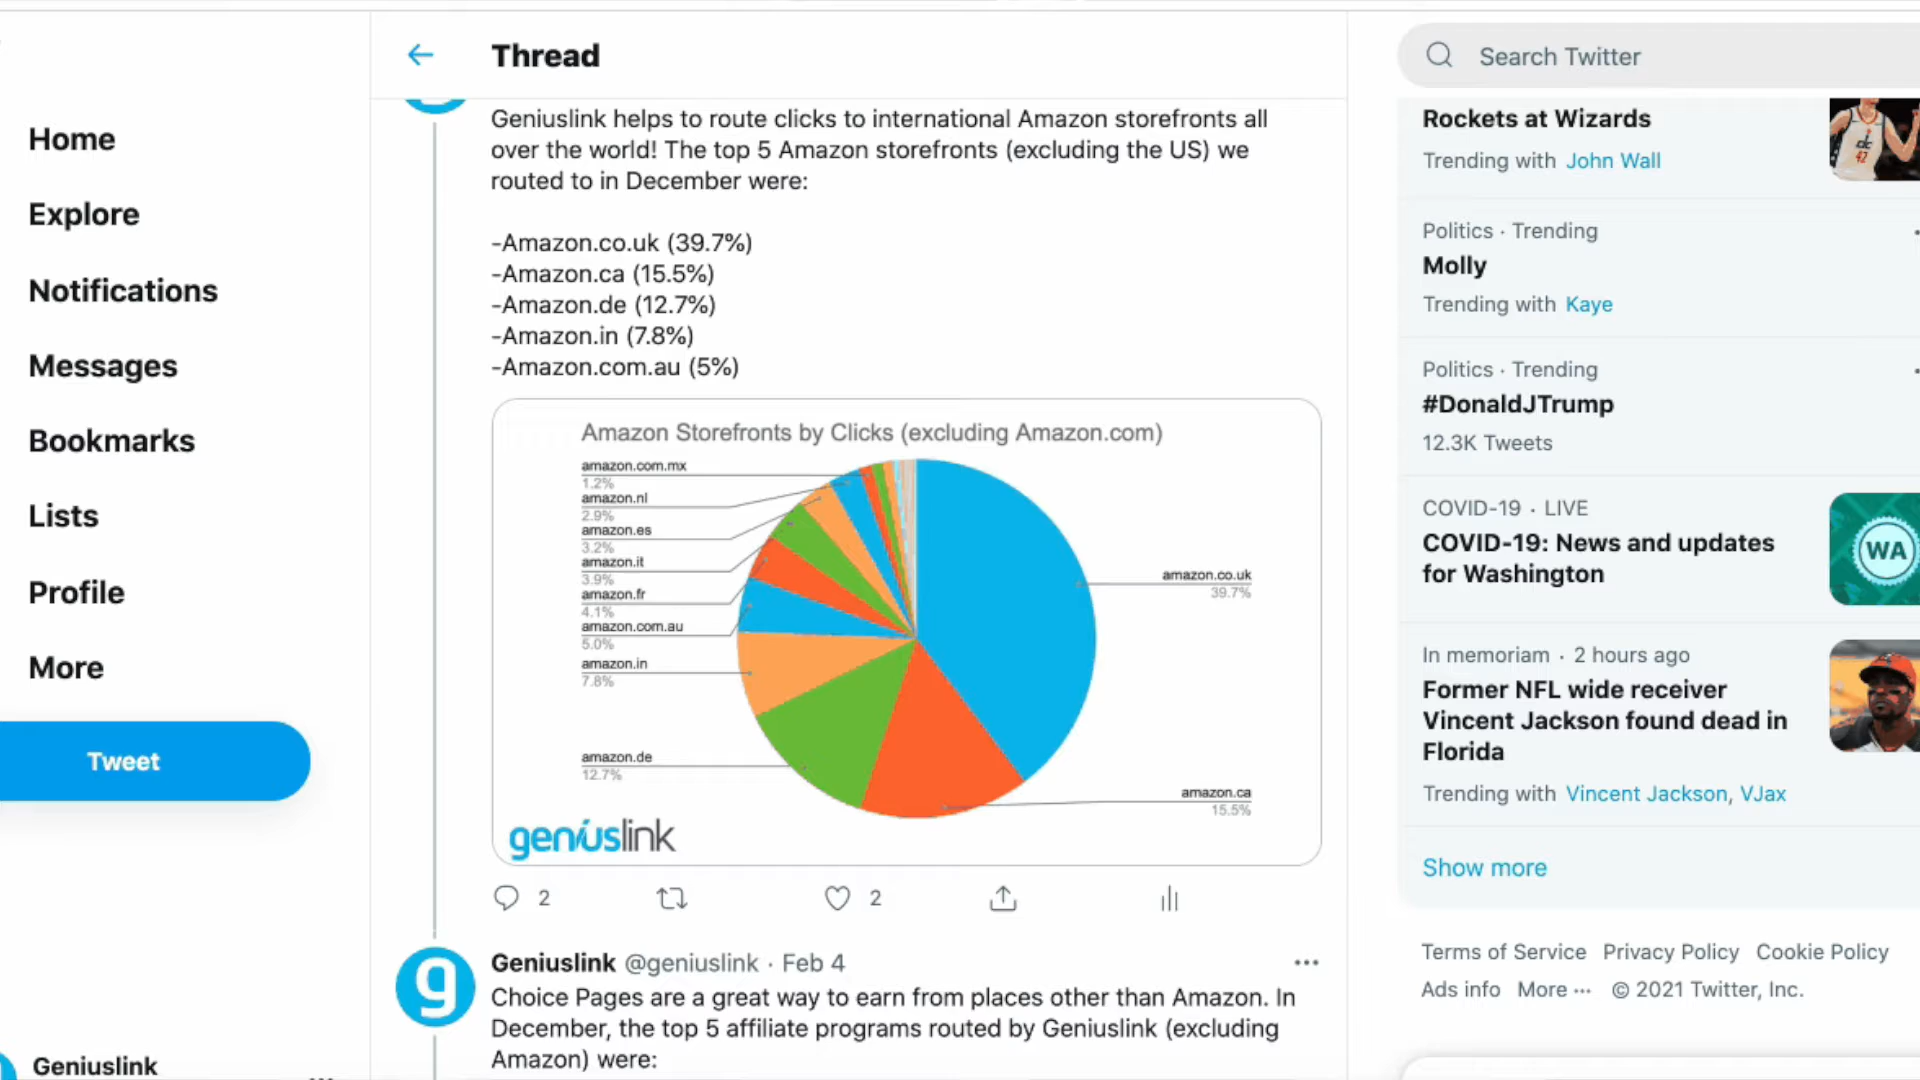 Home
Explore
Notifications
Messages
Bookmarks
Lists
Profile
More
Tweet
Geniuslink
Thread
Geniuslink helps to route clicks to international Amazon storefronts all
over the world! The top 5 Amazon storefronts (excluding the US) we
routed to in December were:
-Amazon.co.uk (39.7%)
-Amazon.ca (15.5%)
-Amazon.de (12.7%)
-Amazon.in (7.8%)
-Amazon.com.au (5%)
Amazon Storefronts by Clicks (excluding Amazon.com)
amazon.com.mx
1.2%
amazon.nl
2.9%
amazon.es
3.2%
amazon.it
3.9%
amazon.fr
4.1%
amazon.com.au
5.0%
amazon.in
7.8%
amazon.de
12.7%
amazon.co.uk
39.7%
amazon.ca
15.5%
geniuslink
2
2
g
Geniuslink @geniuslink · Feb 4
Choice Pages are a great way to earn from places other than Amazon. In
December, the top 5 affiliate programs routed by Geniuslink (excluding
Amazon) were:
Search Twitter
Rockets at Wizards
Trending with John Wall
dc
42
Politics · Trending
Molly
Trending with Kaye
Politics · Trending
#DonaldJTrump
12.3K Tweets
COVID-19 · LIVE
COVID-19: News and updates
for Washington
WA
In memoriam · 2 hours ago
Former NFL wide receiver
Vincent Jackson found dead in
Florida
Trending with Vincent Jackson, VJax
Show more
Terms of Service Privacy Policy Cookie Policy
Ads info More ··· © 2021 Twitter, Inc.